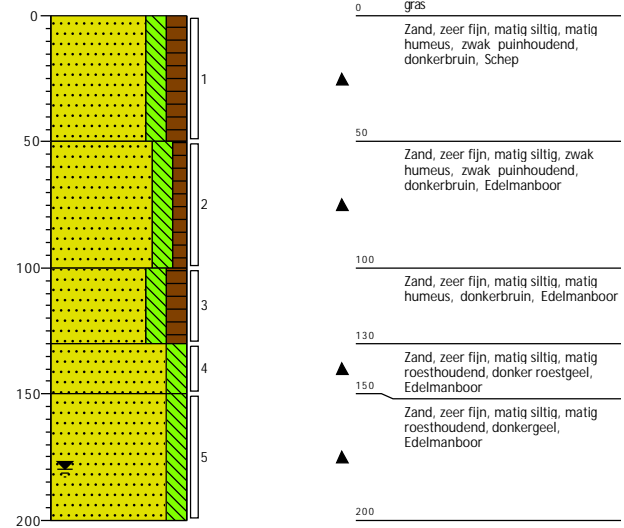 0
1
50
2
100
3
4
150
5
200
0
gras
Zand, zeer fijn, matig siltig, matig
humeus, zwak puinhoudend,
donkerbruin, Schep
50
Zand, zeer fijn, matig siltig, zwak
humeus, zwak puinhoudend,
donkerbruin, Edelmanboor
100
Zand, zeer fijn, matig siltig, matig
humeus, donkerbruin, Edelmanboor
130
Zand, zeer fijn, matig siltig, matig
roesthoudend, donker roestgeel,
Edelmanboor
150
Zand, zeer fijn, matig siltig, matig
roesthoudend, donkergeel,
Edelmanboor
200